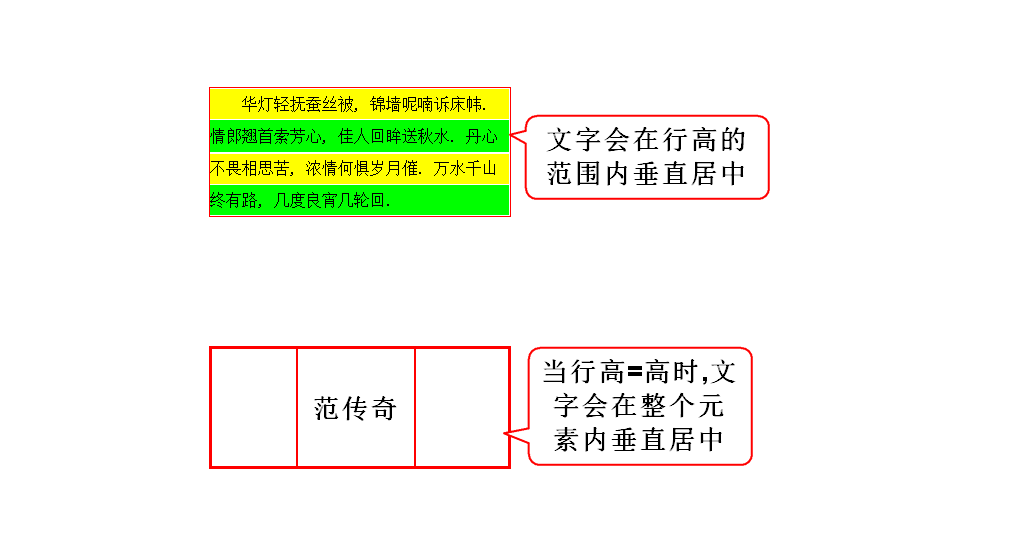 华灯轻抚蚕丝被, 锦墙呢喃诉床帏.
情郎翘首索芳心, 佳人回眸送秋水. 丹心
不畏相思苦, 浓情何惧岁月催. 万水千山
终有路, 几度良宵几轮回.
文字会在行高的
范围内垂直居中
范传奇
当行高=高时,文
字会在整个元
素内垂直居中